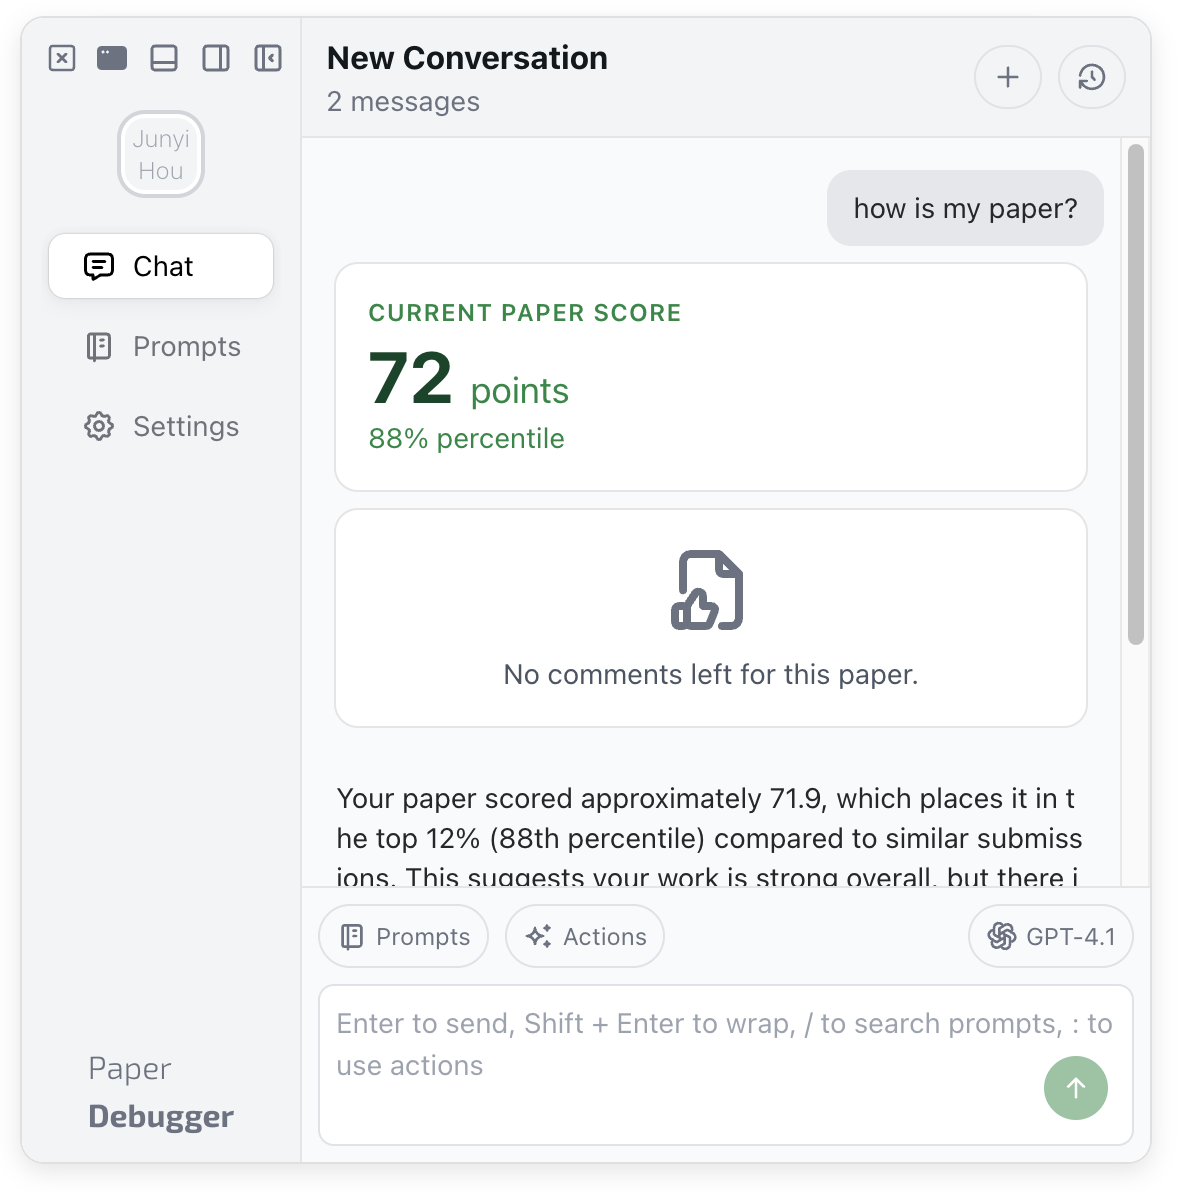 New Conversation
2 messages
Junyi
Hou
Chat
Prompts
Settings
Paper
Debugger
how is my paper?
CURRENT PAPER SCORE
72 points
88% percentile
No comments left for this paper.
Your paper scored approximately 71.9, which places it in t
he top 12% (88th percentile) compared to similar submiss
ions. This suggests your work is strong overall, but there i
Prompts
Actions
GPT-4.1
Enter to send, Shift + Enter to wrap, / to search prompts, : to
use actions